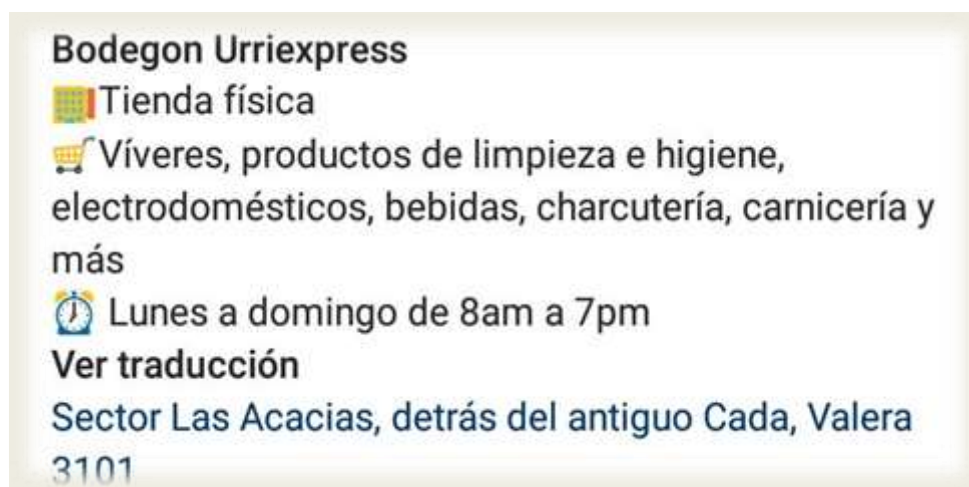 Bodegon Urriexpress
Tienda física
Víveres, productos de limpieza e higiene,
electrodomésticos, bebidas, charcutería, carnicería y
más
Lunes a domingo de 8am a 7pm
Ver traducción
Sector Las Acacias, detrás del antiguo Cada, Valera
3101